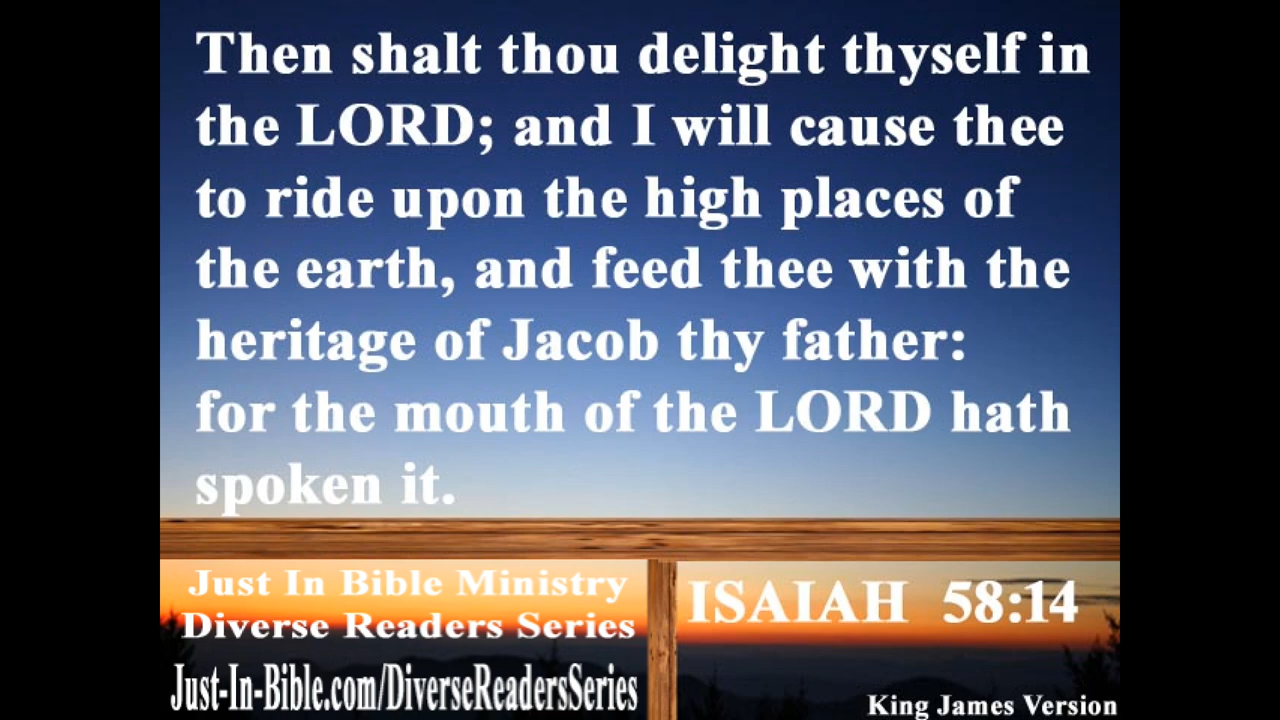 Then shalt thou delight thyself in
the LORD; and I will cause thee
to ride upon the high places of
the earth, and feed thee with the
heritage of Jacob thy father:
for the mouth of the LORD hath
spoken it.
Just In Bible Ministry
Diverse Readers Series
Just-In-Bible.com/DiverseReadersSeries
ISAIAH 58:14
King James Version